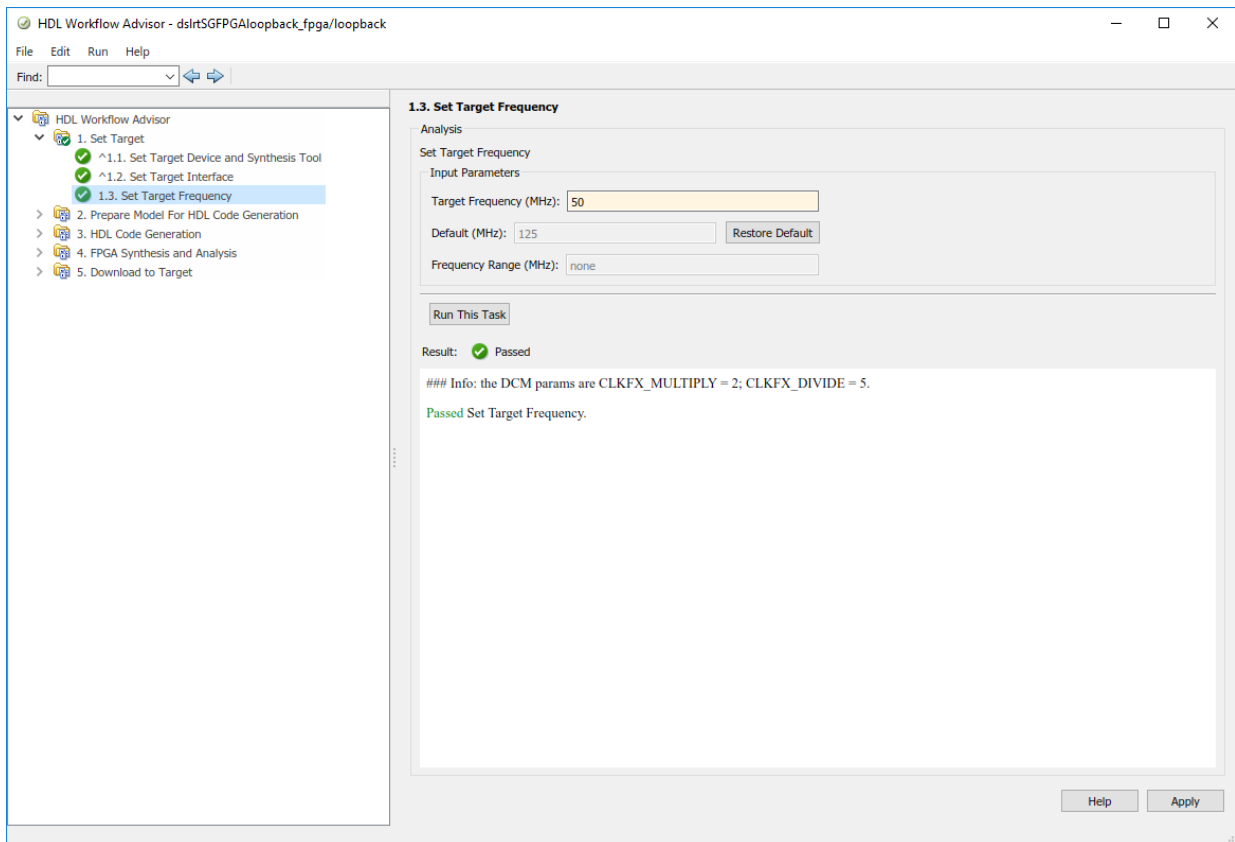 HDL Workflow Advisor - dslrtSGFPGAloopback_fpga/loopback
File Edit Run Help
Find:
HDL Workflow Advisor
1. Set Target
^1.1. Set Target Device and Synthesis Tool
^1.2. Set Target Interface
1.3. Set Target Frequency
2. Prepare Model For HDL Code Generation
3. HDL Code Generation
4. FPGA Synthesis and Analysis
5. Download to Target
1.3. Set Target Frequency
Analysis
Set Target Frequency
Input Parameters
Target Frequency (MHz): 50
Default (MHz): 125 Restore Default
Frequency Range (MHz): none
Run This Task
Result: Passed
### Info: the DCM params are CLKFX_MULTIPLY = 2; CLKFX_DIVIDE = 5.
Passed Set Target Frequency.
Help Apply